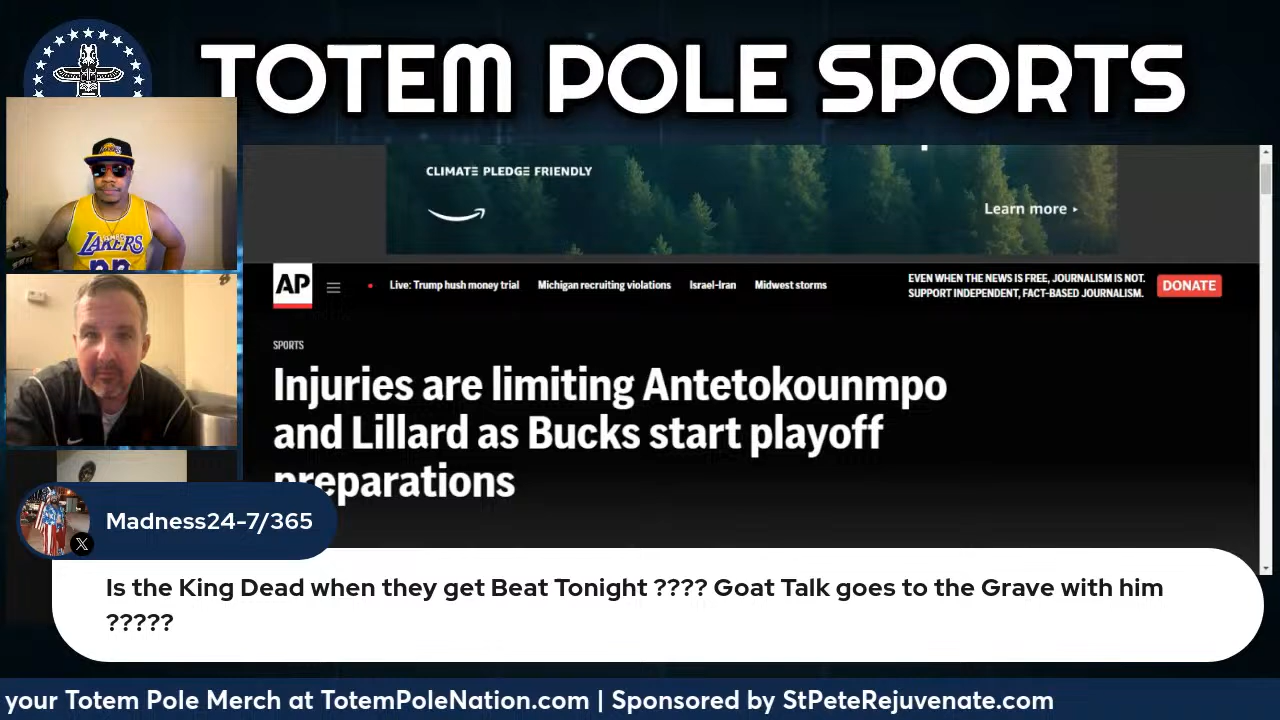 TOTEM POLE SPORTS
LAKERS
CLIMATE PLEDGE FRIENDLY
Learn more ▸
AP
Live: Trump hush money trial
Michigan recruiting violations
Israel-Iran
Midwest storms
EVEN WHEN THE NEWS IS FREE, JOURNALISM IS NOT.
SUPPORT INDEPENDENT, FACT-BASED JOURNALISM.
DONATE
SPORTS
Injuries are limiting Antetokounmpo
and Lillard as Bucks start playoff
preparations
Madness24-7/365
Is the King Dead when they get Beat Tonight ???? Goat Talk goes to the Grave with him
?????
your Totem Pole Merch at TotemPoleNation.com | Sponsored by StPeteRejuvenate.com